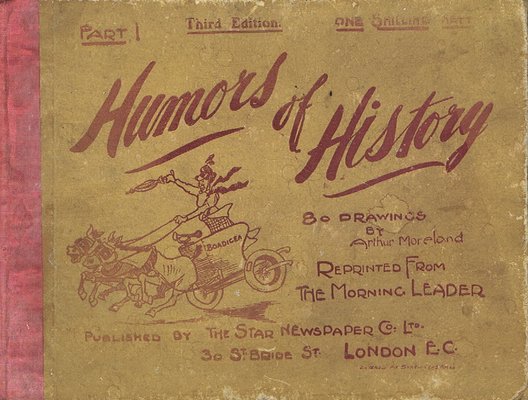 PART 1
Third Edition.
ONE SHILLING NETT
Humors of History
BOADICEA
80 DRAWINGS
BY
Arthur Moreland
REPRINTED FROM
THE MORNING LEADER
PUBLISHED BY THE STAR NEWSPAPER CO: LTD.
30 ST BRIDE ST. LONDON E.C.